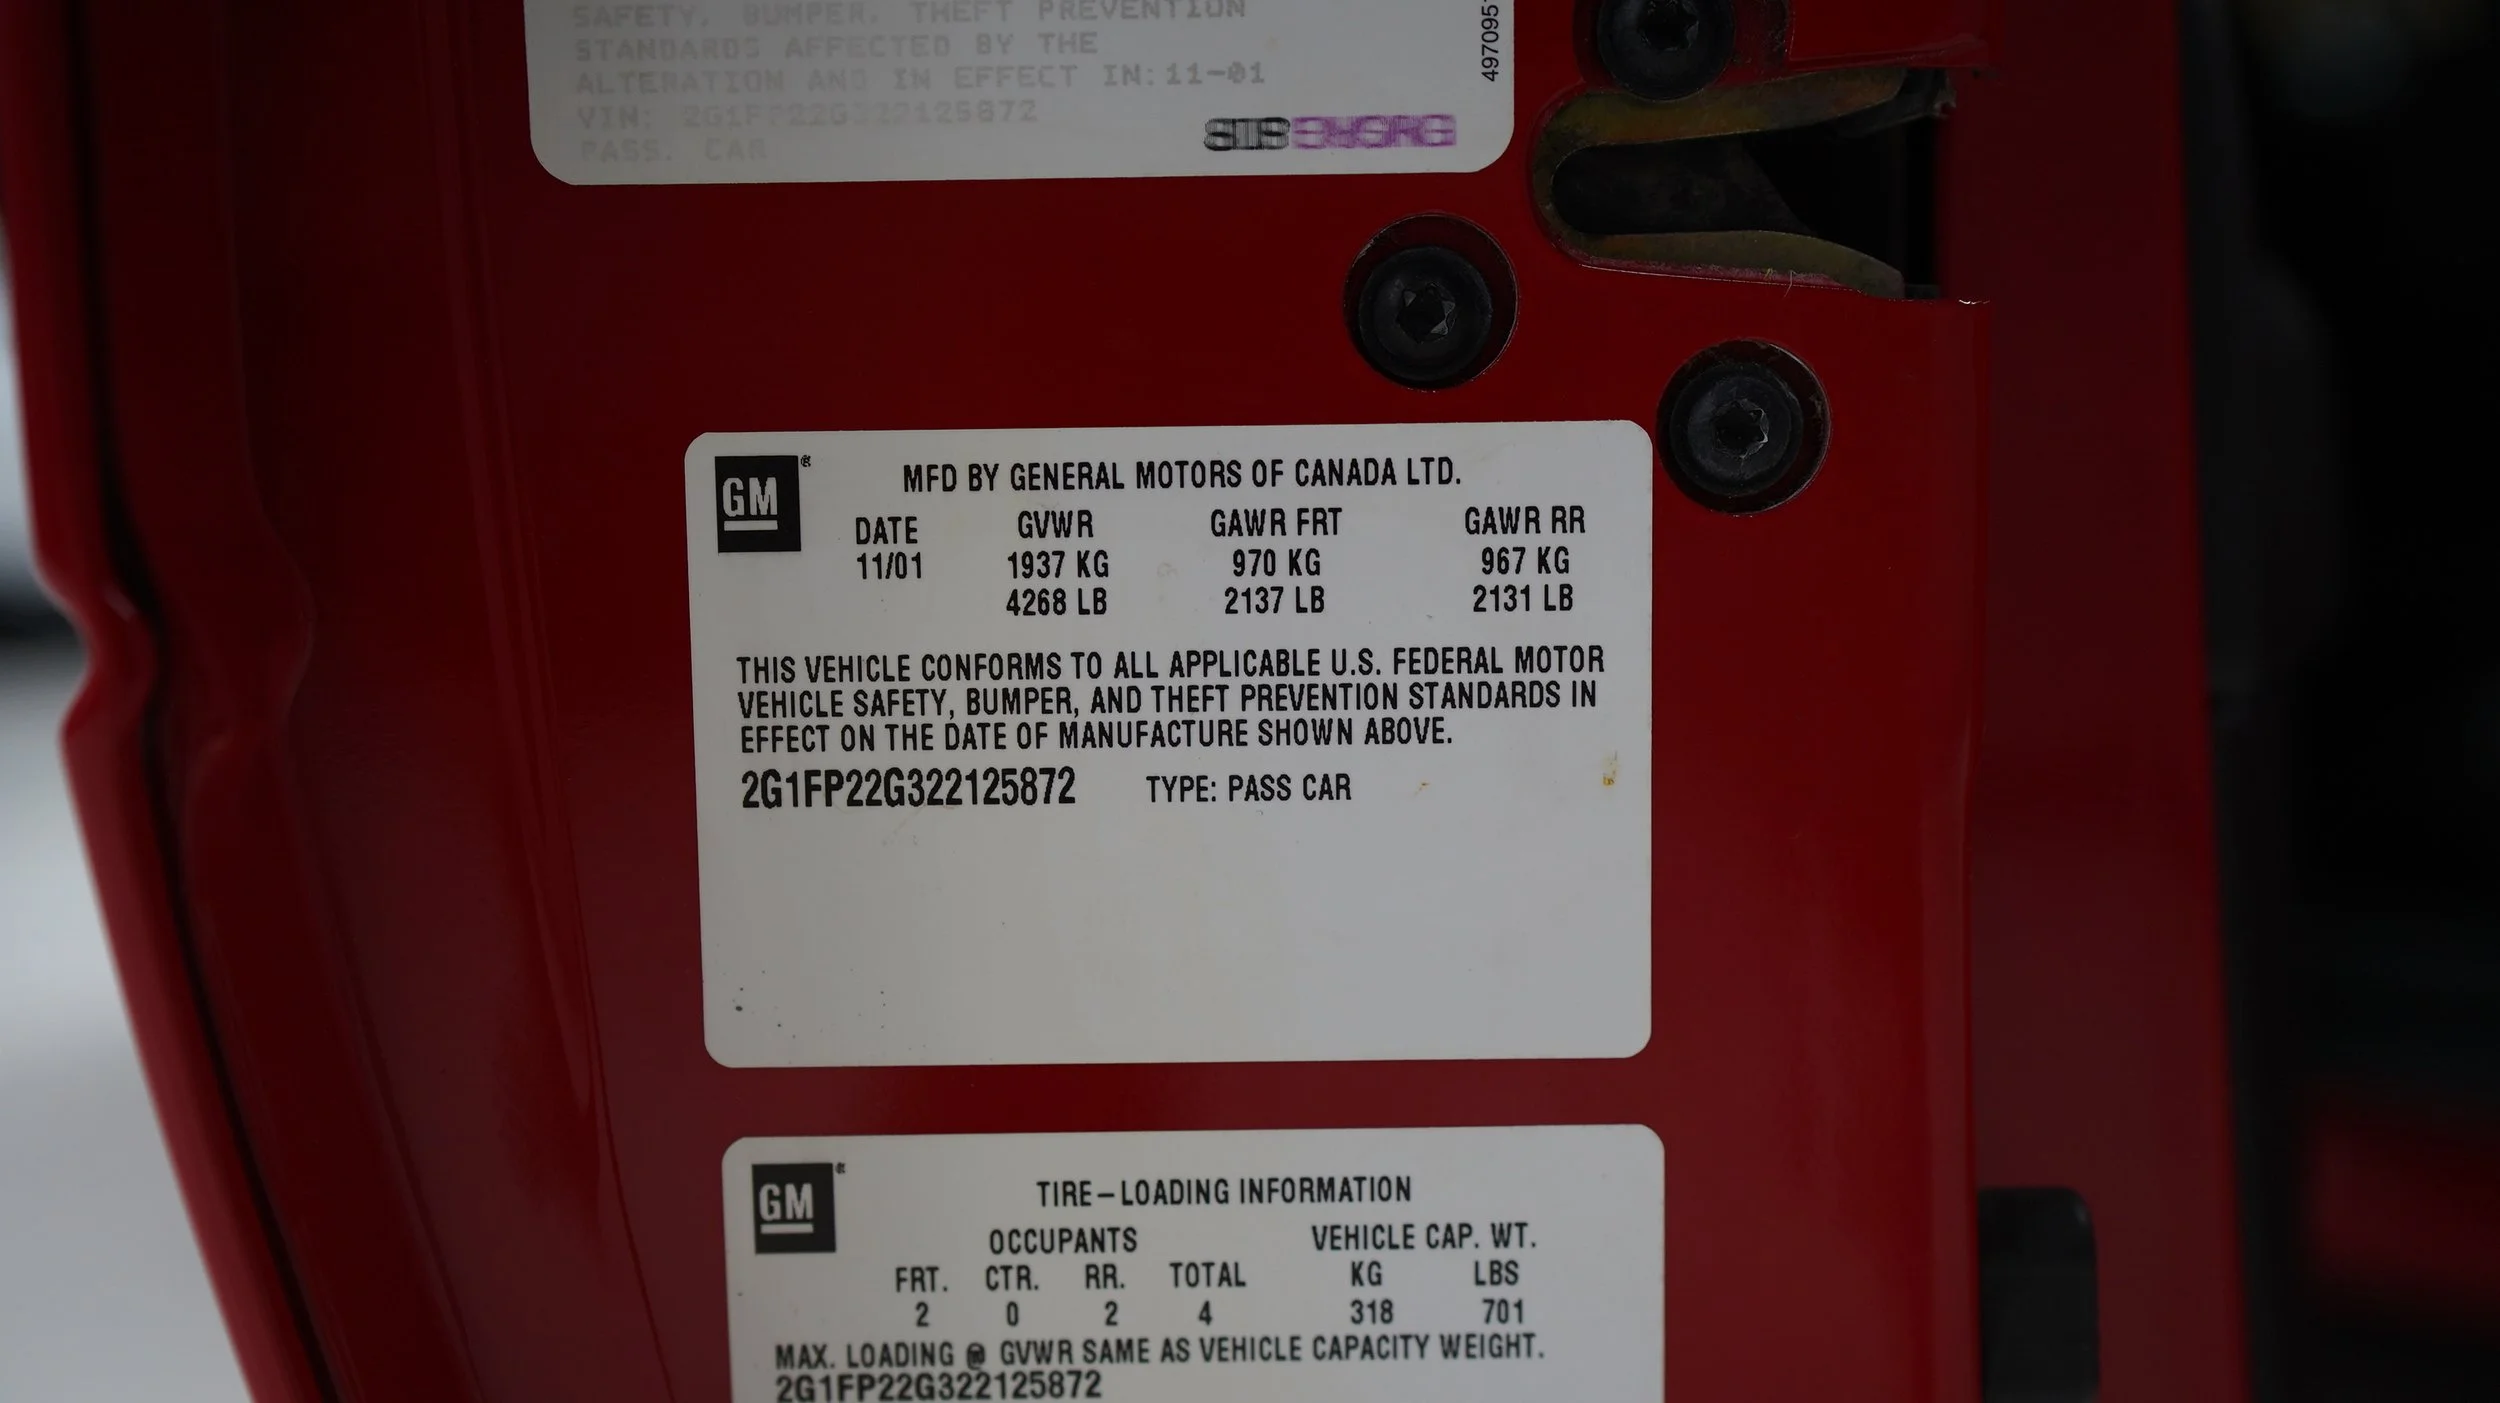 SAFETY, BUMPER, THEFT PREVENTION
STANDARDS AFFECTED BY THE
ALTERATION AND IN EFFECT IN: 11-01
VIN: 2G1FP22G322125872
PASS. CAR
497095
GM
MFD BY GENERAL MOTORS OF CANADA LTD.
DATE GVWR GAWR FRT GAWR RR
11/01 1937 KG 970 KG 967 KG
4268 LB 2137 LB 2131 LB
THIS VEHICLE CONFORMS TO ALL APPLICABLE U.S. FEDERAL MOTOR
VEHICLE SAFETY, BUMPER, AND THEFT PREVENTION STANDARDS IN
EFFECT ON THE DATE OF MANUFACTURE SHOWN ABOVE.
2G1FP22G322125872 TYPE: PASS CAR
GM
TIRE–LOADING INFORMATION
OCCUPANTS VEHICLE CAP. WT.
FRT. CTR. RR. TOTAL KG LBS
2 0 2 4 318 701
MAX. LOADING @ GVWR SAME AS VEHICLE CAPACITY WEIGHT.
2G1FP22G322125872